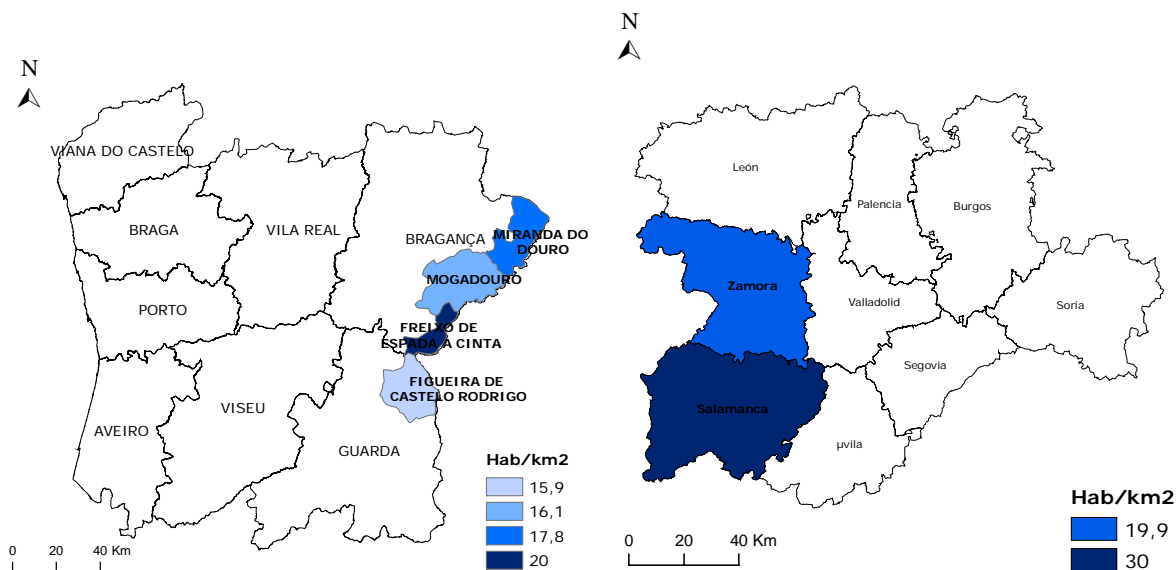 N
VIANA DO CASTELO
BRAGA
VILA REAL
BRAGANÇA
MIRANDA DO
DOURO
MOGADOURO
PORTO
FREIXO DE
ESPADA À CINTA
FIGUEIRA DE
CASTELO RODRIGO
AVEIRO
VISEU
GUARDA
Hab/km2
15,9
16,1
17,8
20
0 20 40 Km
N
León
Palencia
Burgos
Zamora
Valladolid
Soria
Segovia
Salamanca
µvila
Hab/km2
19,9
30
0 20 40 Km